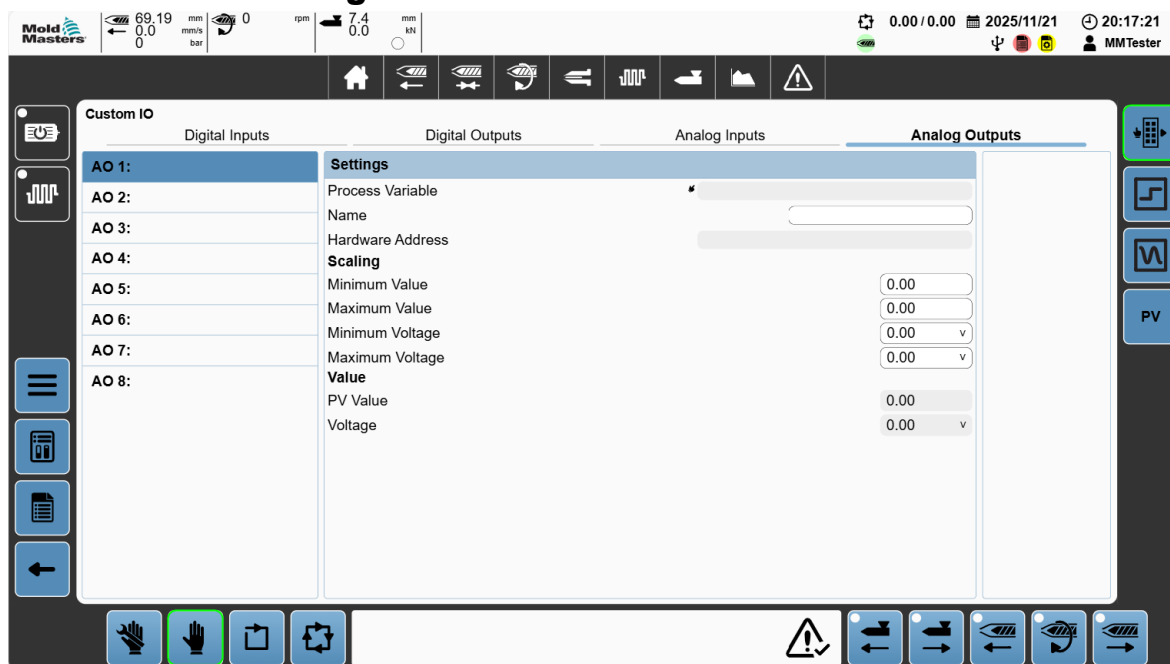 Mold
Masters
69.19 mm
0.0 mm/s
0 bar
0 rpm
7.4 mm
0.0 kN
0.00 / 0.00
2025/11/21
20:17:21
MMTester
Custom IO
Digital Inputs
Digital Outputs
Analog Inputs
Analog Outputs
AO 1:
AO 2:
AO 3:
AO 4:
AO 5:
AO 6:
AO 7:
AO 8:
Settings
Process Variable
Name
Hardware Address
Scaling
Minimum Value 0.00
Maximum Value 0.00
Minimum Voltage 0.00 v
Maximum Voltage 0.00 v
Value
PV Value 0.00
Voltage 0.00 v
PV